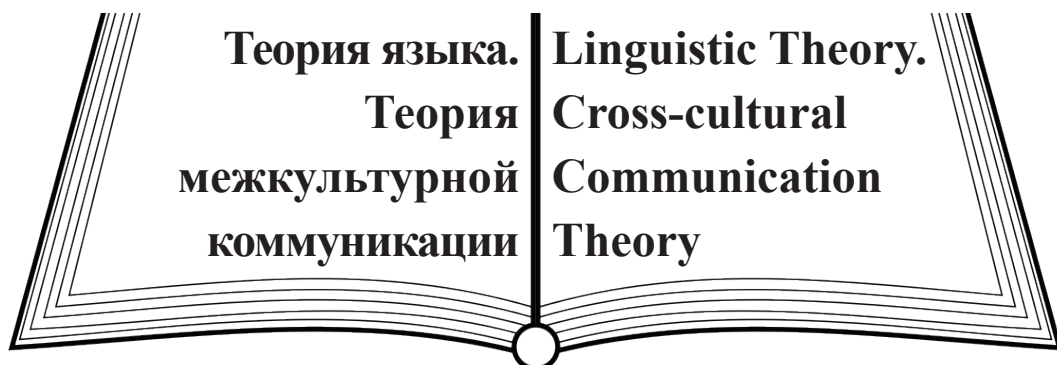 Теория языка.
Теория
межкультурной
коммуникации
Linguistic Theory.
Cross-cultural
Communication
Theory